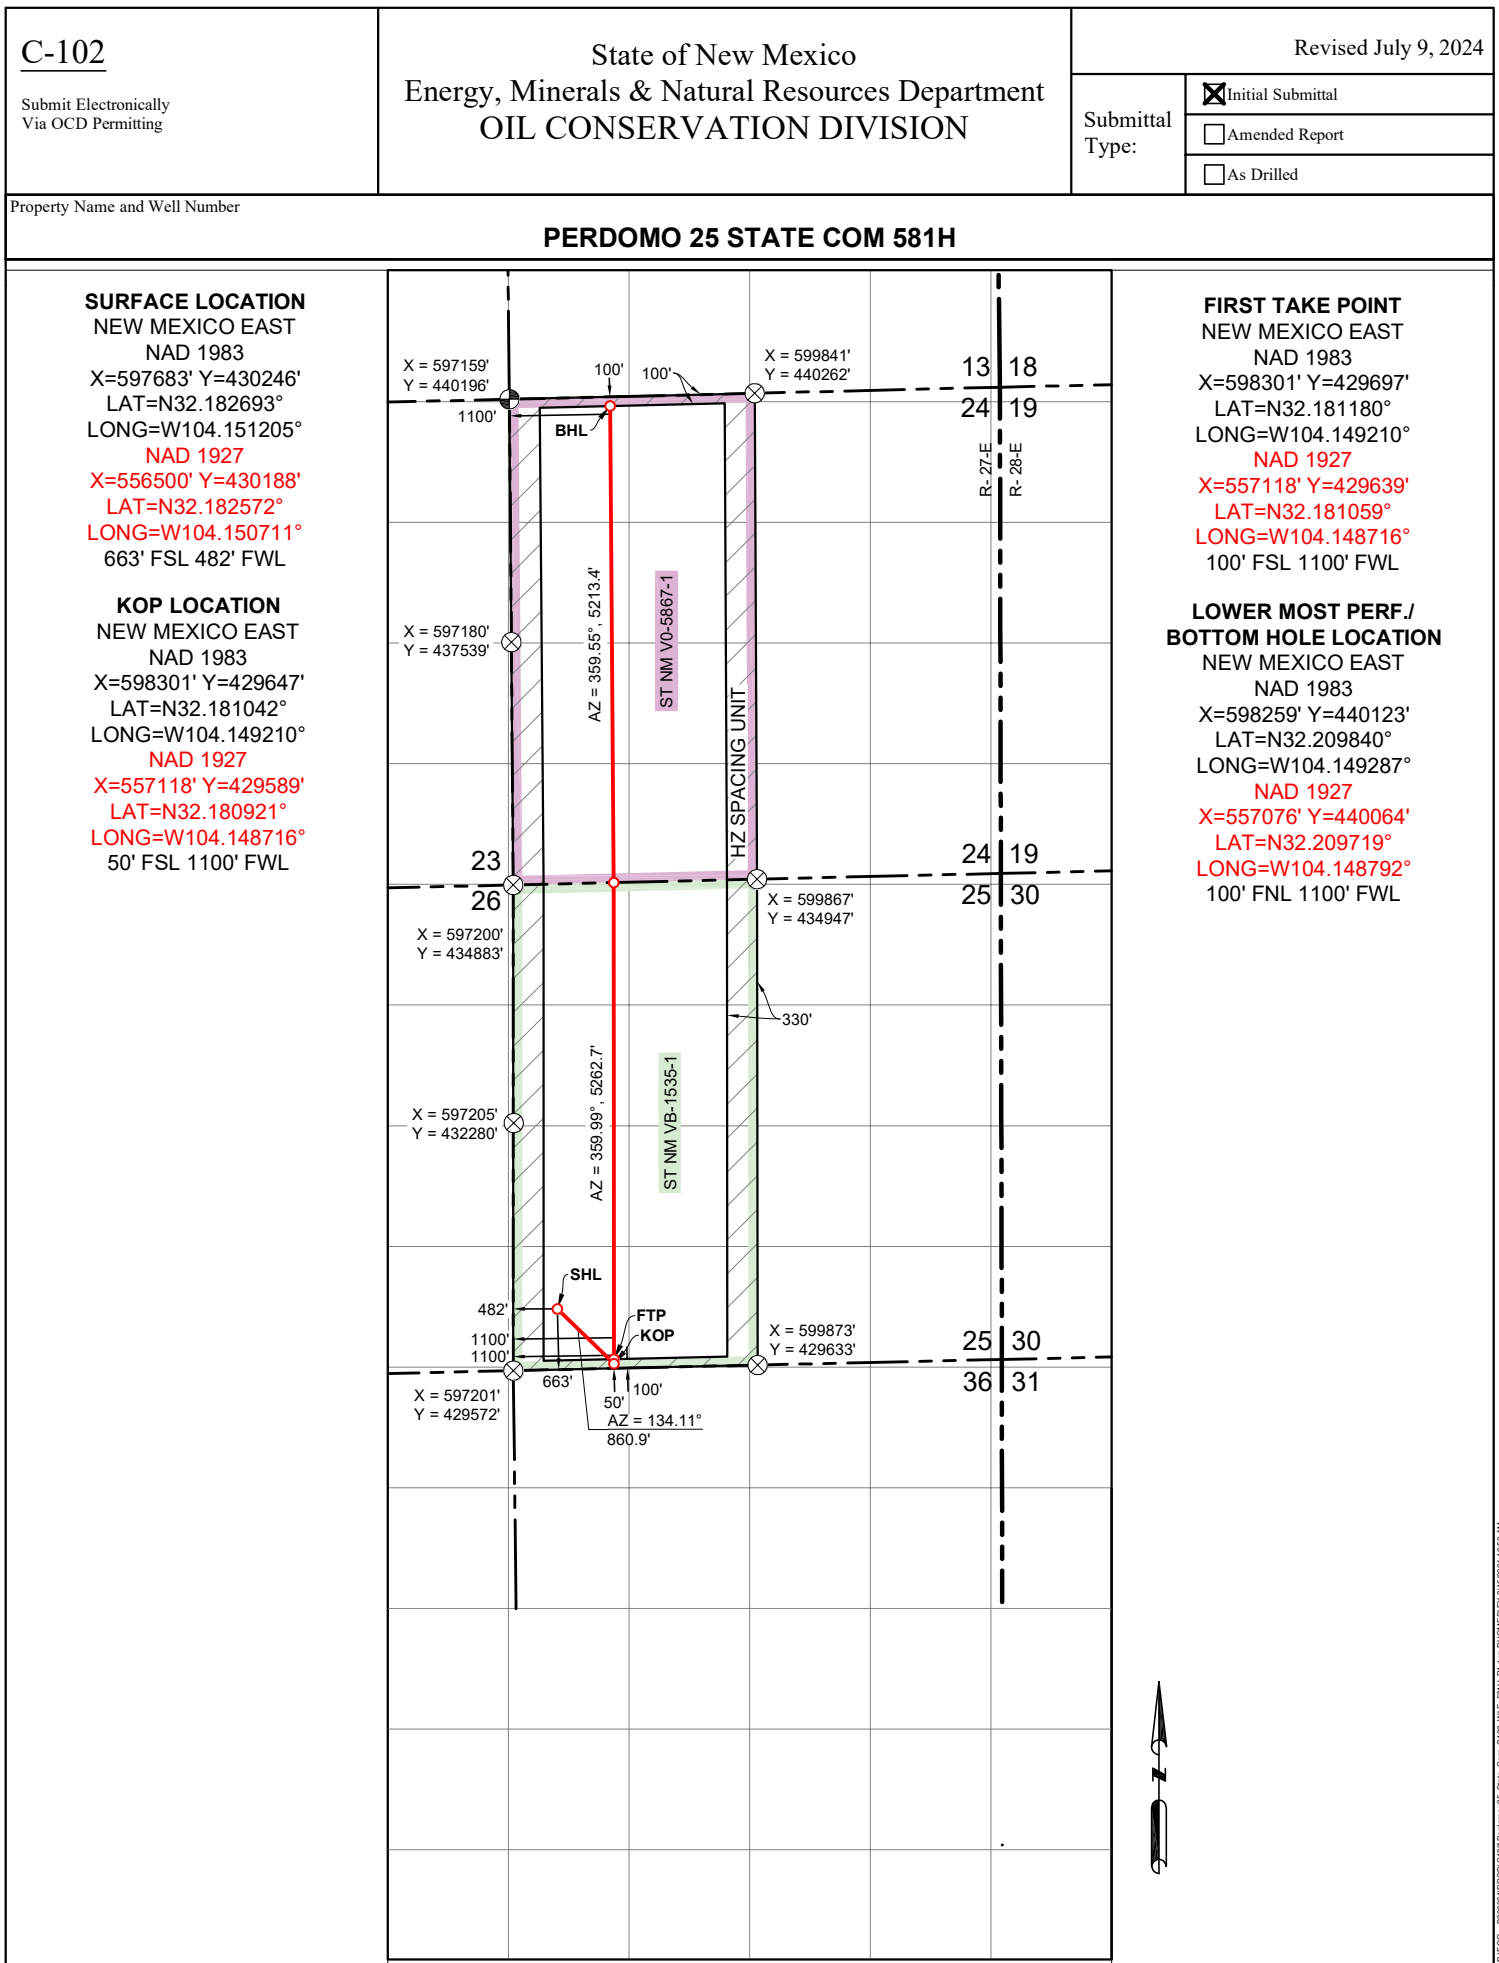 C-102
Submit Electronically
Via OCD Permitting
State of New Mexico
Energy, Minerals & Natural Resources Department
OIL CONSERVATION DIVISION
Revised July 9, 2024
Submittal
Type:
Initial Submittal
Amended Report
As Drilled
Property Name and Well Number
PERDOMO 25 STATE COM 581H
SURFACE LOCATION
NEW MEXICO EAST
NAD 1983
X=597683' Y=430246'
LAT=N32.182693°
LONG=W104.151205°
NAD 1927
X=556500' Y=430188'
LAT=N32.182572°
LONG=W104.150711°
663' FSL 482' FWL
KOP LOCATION
NEW MEXICO EAST
NAD 1983
X=598301' Y=429647'
LAT=N32.181042°
LONG=W104.149210°
NAD 1927
X=557118' Y=429589'
LAT=N32.180921°
LONG=W104.148716°
50' FSL 1100' FWL
X = 597159'
Y = 440196'
100'
100'
X = 599841'
Y = 440262'
13 18
24 19
1100'
BHL
R- 27-E
R- 28-E
AZ = 359.55°, 5213.4'
ST NM V0-5867-1
X = 597180'
Y = 437539'
HZ SPACING UNIT
23
26
24 19
25 30
X = 599867'
Y = 434947'
X = 597200'
Y = 434883'
330'
AZ = 359.99°, 5262.7'
ST NM VB-1535-1
X = 597205'
Y = 432280'
SHL
482'
FTP
KOP
1100'
1100'
X = 599873'
Y = 429633'
25 30
36 31
663'
50'
100'
X = 597201'
Y = 429572'
AZ = 134.11°
860.9'
FIRST TAKE POINT
NEW MEXICO EAST
NAD 1983
X=598301' Y=429697'
LAT=N32.181180°
LONG=W104.149210°
NAD 1927
X=557118' Y=429639'
LAT=N32.181059°
LONG=W104.148716°
100' FSL 1100' FWL
LOWER MOST PERF./
BOTTOM HOLE LOCATION
NEW MEXICO EAST
NAD 1983
X=598259' Y=440123'
LAT=N32.209840°
LONG=W104.149287°
NAD 1927
X=557076' Y=440064'
LAT=N32.209719°
LONG=W104.148792°
100' FNL 1100' FWL
N